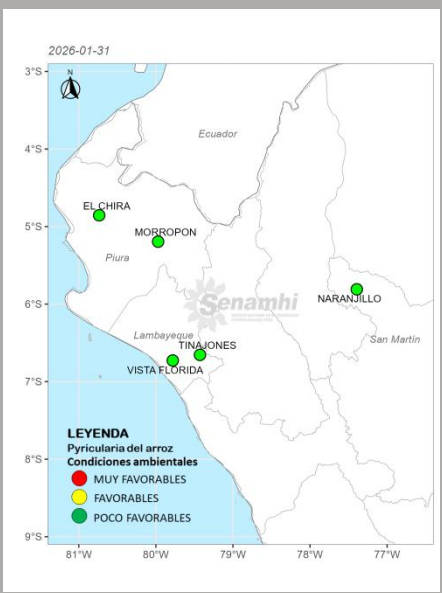 2026-01-31
3°S
N
4°S
Ecuador
EL CHIRA
5°S
MORROPON
Piura
6°S
NARANJILLO
Senamhi
Lambayeque
TINAJONES
San Martín
VISTA FLORIDA
7°S
LEYENDA
Pyricularia del arroz
Condiciones ambientales
MUY FAVORABLES
8°S
FAVORABLES
POCO FAVORABLES
9°S
81°W 80°W 79°W 78°W 77°W